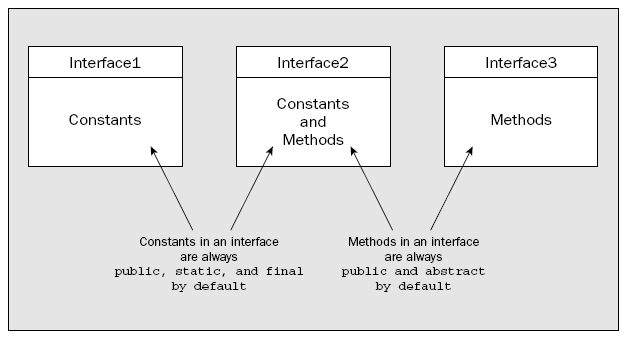 Interface1
Constants
Interface2
Constants
and
Methods
Interface3
Methods
Constants in an interface
are always
public, static, and final
by default
Methods in an interface
are always
public and abstract
by default